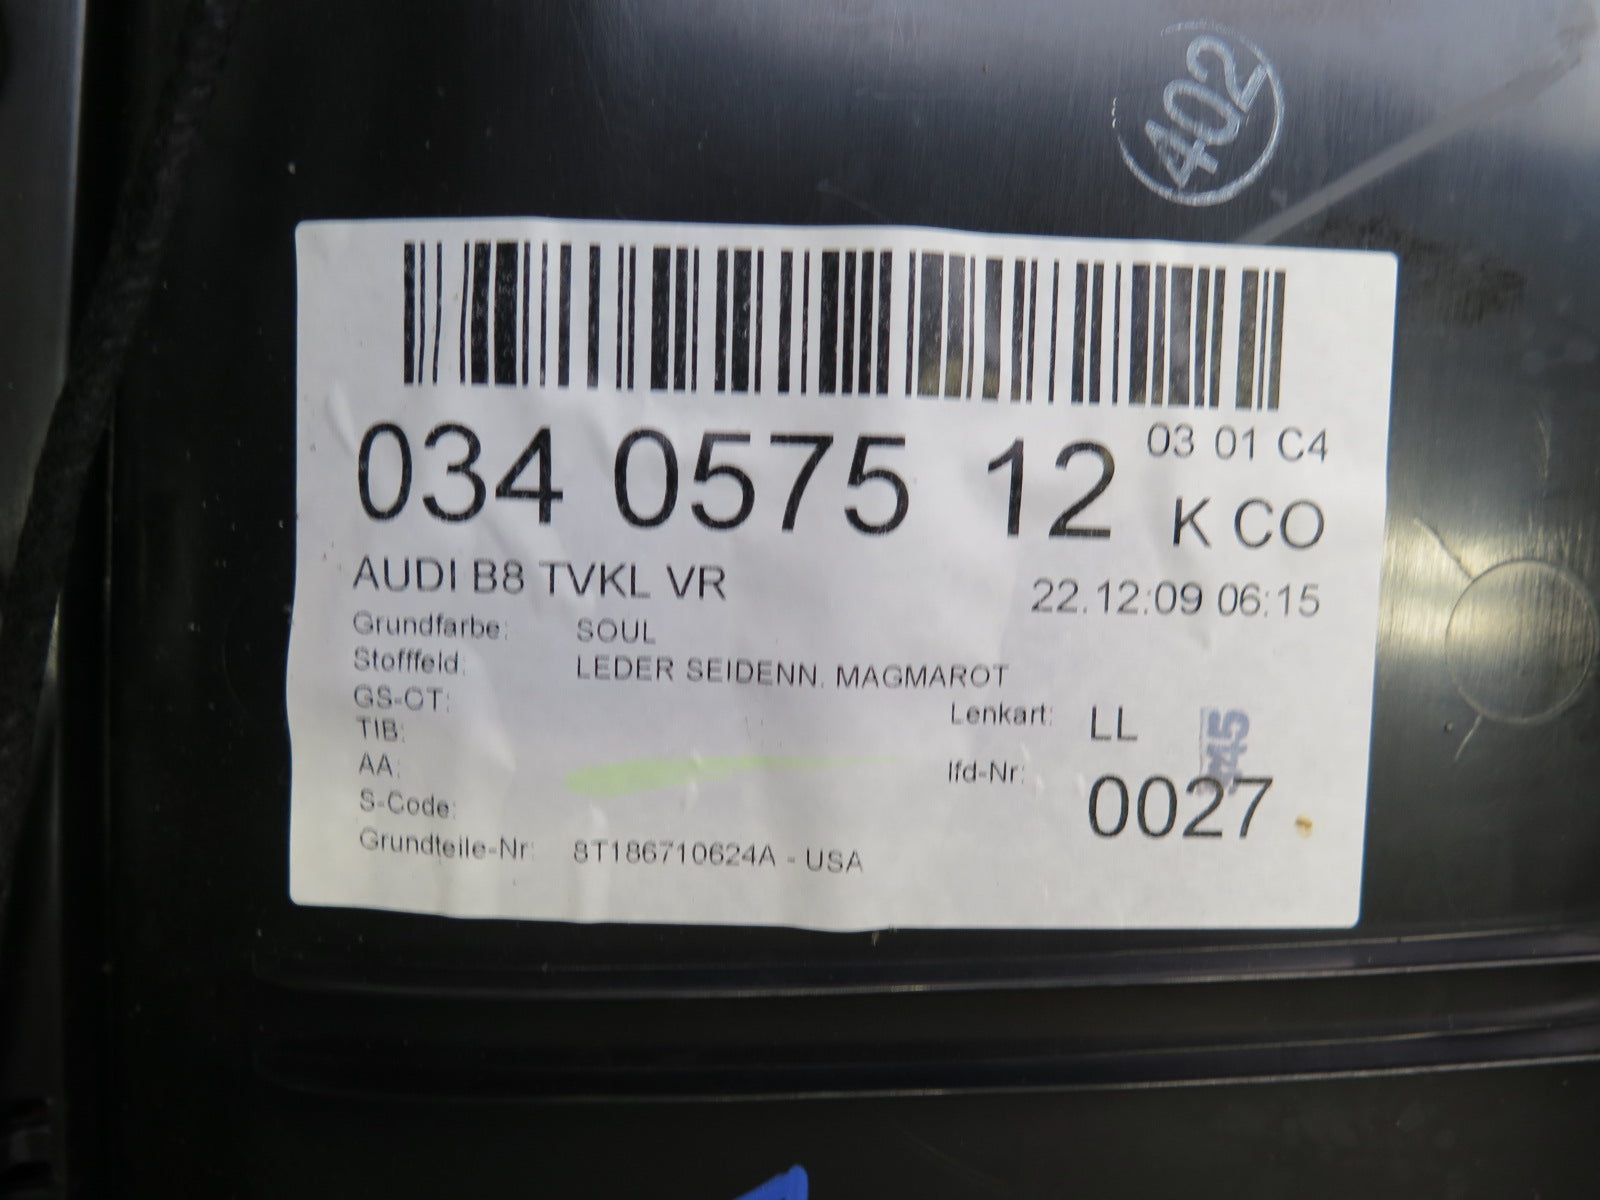 402
034 0575 12 03 01 C4
K CO
AUDI B8 TVKL VR 22.12:09 06:15
Grundfarbe: SOUL
Stofffeld: LEDER SEIDENN. MAGMAROT
GS-CT:
Lenkart: LL
TIB:
AA:
lfd-Nr: 0027
S-Code:
Grundteile-Nr: 8T186710624A - USA